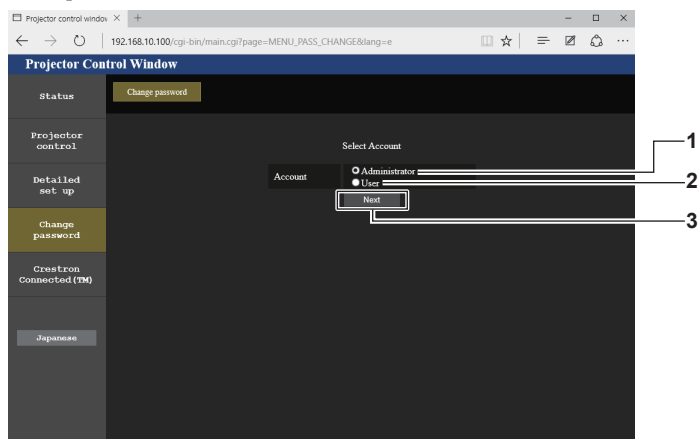 Projector control window
192.168.10.100/cgi-bin/main.cgi?page=MENU_PASS_CHANGE&lang=e
Projector Control Window
Status
Change password
Projector
control
Detailed
set up
Change
password
Crestron
Connected(TM)
Japanese
Select Account
Account
Administrator
User
Next
1
2
3